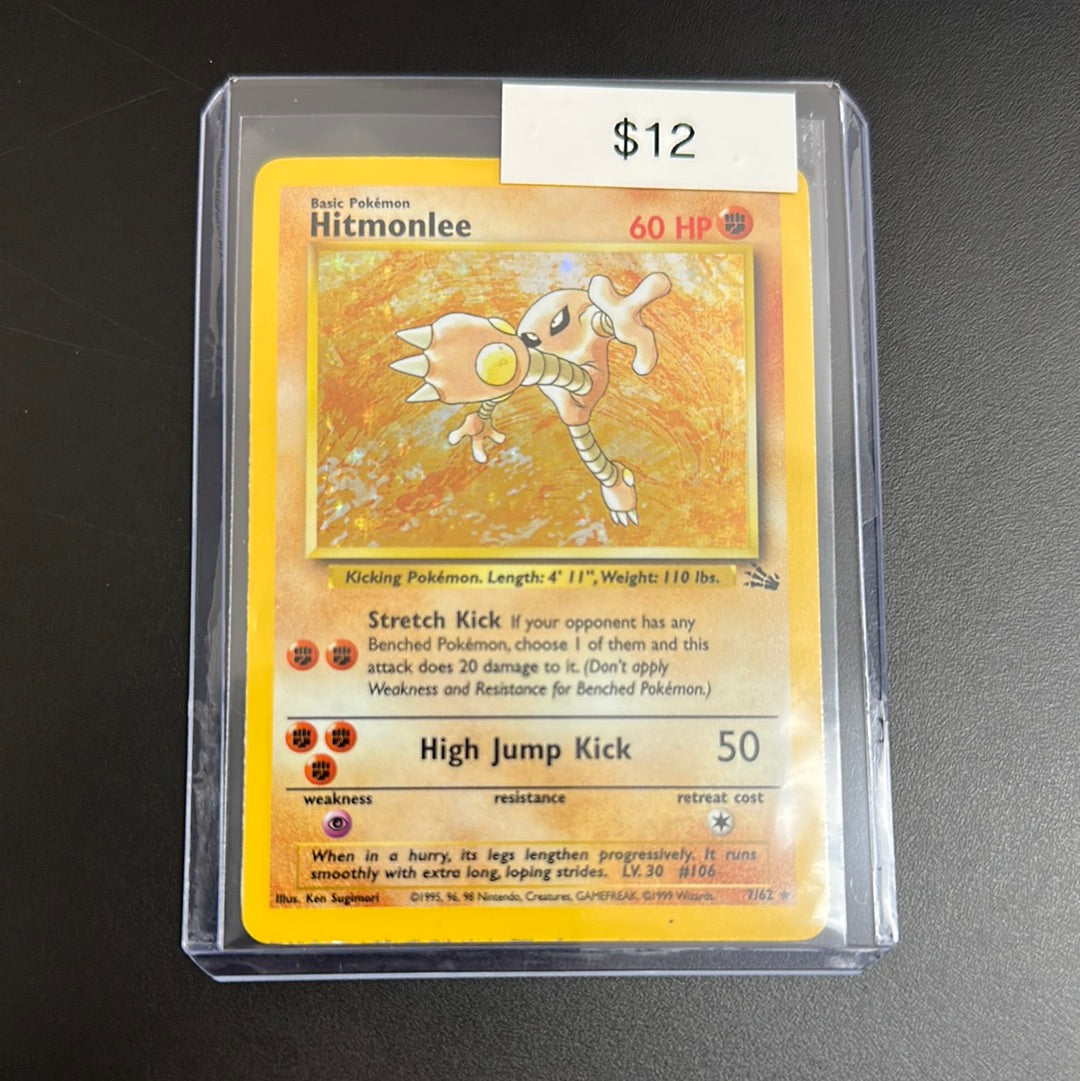 $12
Basic Pokémon
Hitmonlee
60 HP
Kicking Pokémon. Length: 4' 11", Weight: 110 lbs.
Stretch Kick If your opponent has any
Benched Pokémon, choose 1 of them and this
attack does 20 damage to it. (Don't apply
Weakness and Resistance for Benched Pokémon.)
High Jump Kick 50
weakness resistance retreat cost
When in a hurry, its legs lengthen progressively. It runs
smoothly with extra long, loping strides. LV. 30 #106
Illus. Ken Sugimori ©1995, 96, 98 Nintendo, Creatures, GAMEFREAK. ©1999 Wizards. 7/62 ★